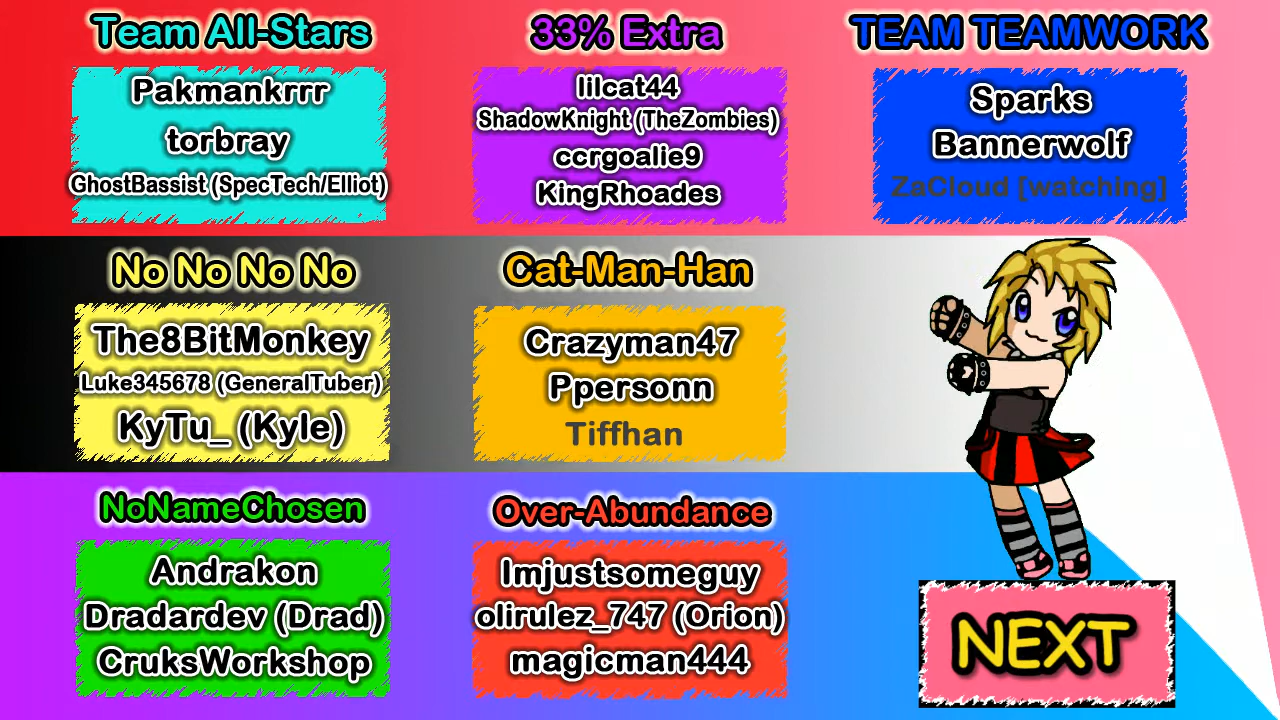 Team All-Stars
Pakmankrrr
torbray
GhostBassist (SpecTech/Elliot)
33% Extra
lilcat44
ShadowKnight (TheZombies)
ccrgoalie9
KingRhoades
TEAM TEAMWORK
Sparks
Bannerwolf
ZaCloud [watching]
No No No No
The8BitMonkey
Luke345678 (GeneralTuber)
KyTu_ (Kyle)
Cat-Man-Han
Crazyman47
Ppersonn
Tiffhan
NoNameChosen
Andrakon
Dradardev (Drad)
CruksWorkshop
Over-Abundance
Imjustsomeguy
olirulez_747 (Orion)
magicman444
NEXT